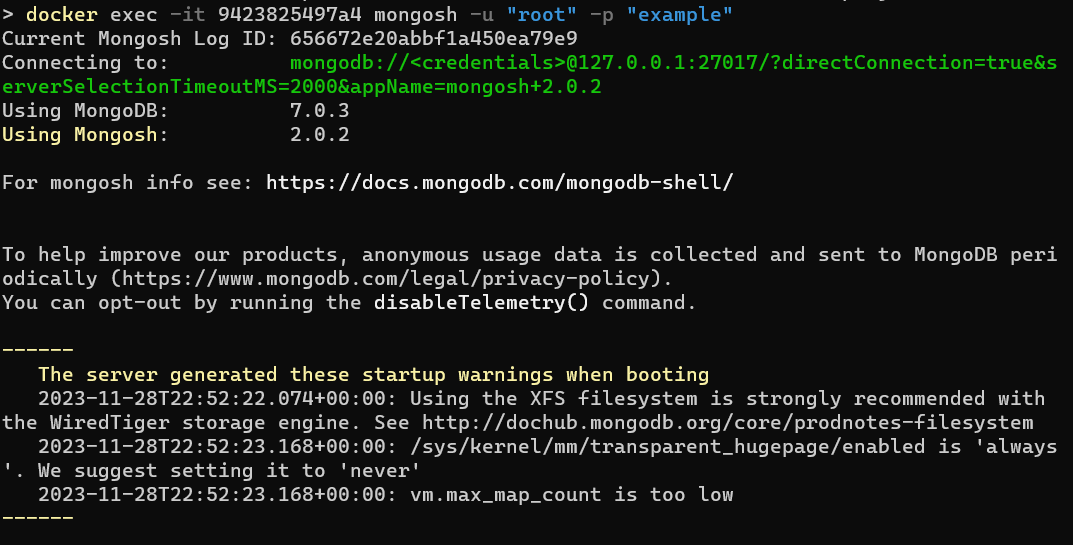 > docker exec -it 9423825497a4 mongosh -u "root" -p "example"
Current Mongosh Log ID: 656672e20abbf1a450ea79e9
Connecting to:          mongodb://<credentials>@127.0.0.1:27017/?directConnection=true&s
erverSelectionTimeoutMS=2000&appName=mongosh+2.0.2
Using MongoDB:          7.0.3
Using Mongosh:          2.0.2
For mongosh info see: https://docs.mongodb.com/mongodb-shell/
To help improve our products, anonymous usage data is collected and sent to MongoDB peri
odically (https://www.mongodb.com/legal/privacy-policy).
You can opt-out by running the disableTelemetry() command.
------
   The server generated these startup warnings when booting
   2023-11-28T22:52:22.074+00:00: Using the XFS filesystem is strongly recommended with
the WiredTiger storage engine. See http://dochub.mongodb.org/core/prodnotes-filesystem
   2023-11-28T22:52:23.168+00:00: /sys/kernel/mm/transparent_hugepage/enabled is 'always
'. We suggest setting it to 'never'
   2023-11-28T22:52:23.168+00:00: vm.max_map_count is too low
------